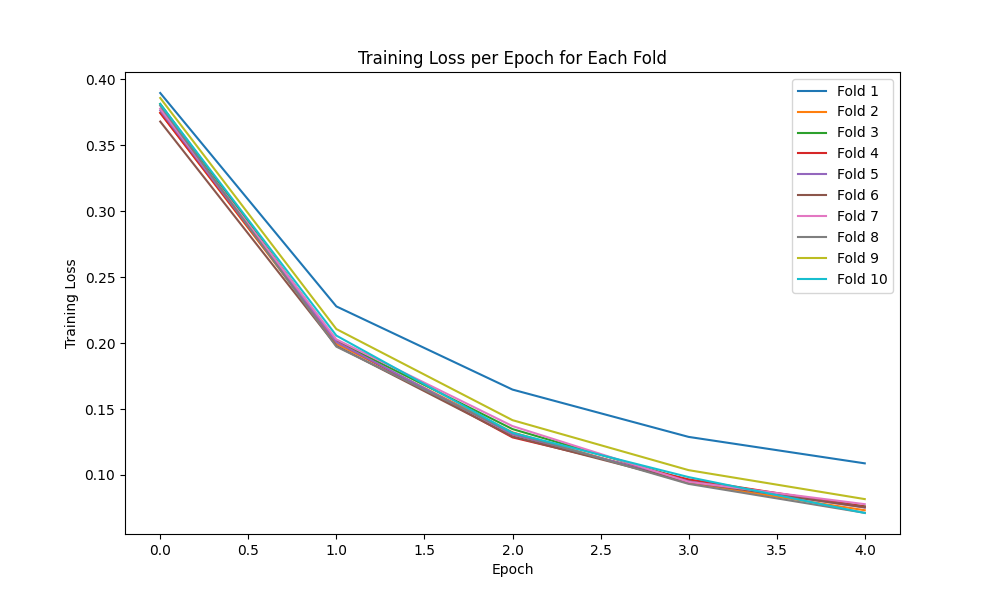 Training Loss per Epoch for Each Fold
0.40
0.35
0.30
0.25
0.20
0.15
0.10
Training Loss
Fold 1
Fold 2
Fold 3
Fold 4
Fold 5
Fold 6
Fold 7
Fold 8
Fold 9
Fold 10
0.0 0.5 1.0 1.5 2.0 2.5 3.0 3.5 4.0
Epoch